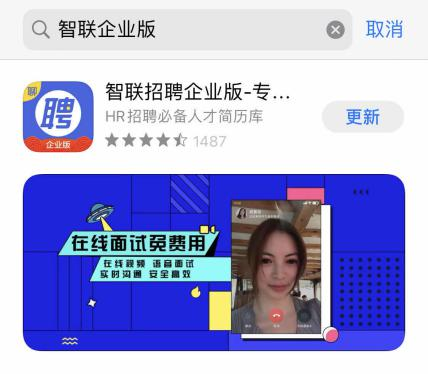 智联企业版
取消
聊
聘
企业版
智联招聘企业版-专...
HR招聘必备人才简历库
1487
更新
在线面试免费用
在线视频 语音面试
实时沟通 安全高效